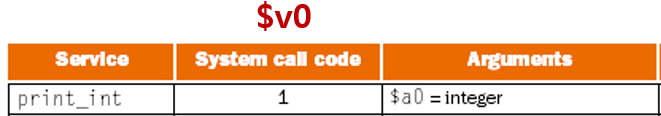 $v0
Service System call code Arguments
print_int 1 $a0 = integer